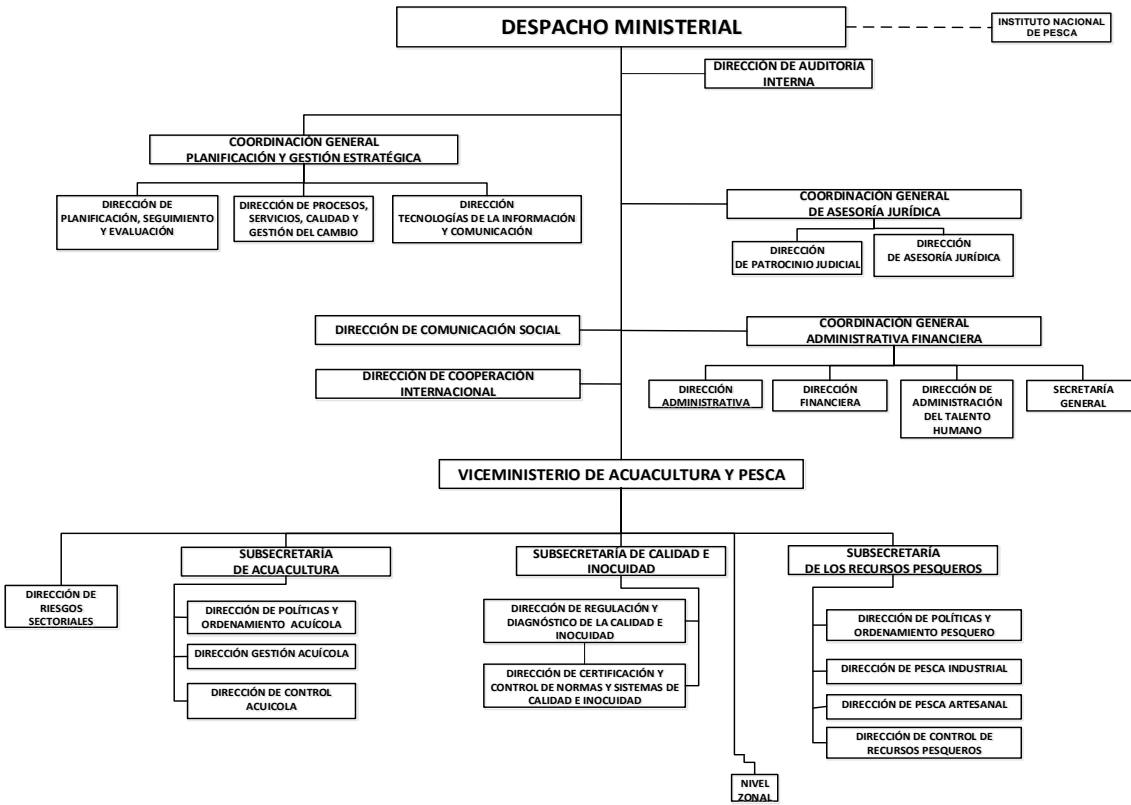 DESPACHO MINISTERIAL
INSTITUTO NACIONAL
DE PESCA
DIRECCIÓN DE AUDITORÍA
INTERNA
COORDINACIÓN GENERAL
PLANIFICACIÓN Y GESTIÓN ESTRATÉGICA
DIRECCIÓN DE
PLANIFICACIÓN, SEGUIMIENTO
Y EVALUACIÓN
DIRECCIÓN DE PROCESOS,
SERVICIOS, CALIDAD Y
GESTIÓN DEL CAMBIO
DIRECCIÓN
TECNOLOGÍAS DE LA INFORMACIÓN
Y COMUNICACIÓN
COORDINACIÓN GENERAL
DE ASESORÍA JURÍDICA
DIRECCIÓN
DE PATROCINIO JUDICIAL
DIRECCIÓN
DE ASESORÍA JURÍDICA
DIRECCIÓN DE COMUNICACIÓN SOCIAL
COORDINACIÓN GENERAL
ADMINISTRATIVA FINANCIERA
DIRECCIÓN DE COOPERACIÓN
INTERNACIONAL
DIRECCIÓN
ADMINISTRATIVA
DIRECCIÓN
FINANCIERA
DIRECCIÓN DE
ADMINISTRACIÓN
DEL TALENTO
HUMANO
SECRETARÍA
GENERAL
VICEMINISTERIO DE ACUACULTURA Y PESCA
DIRECCIÓN DE
RIESGOS
SECTORIALES
SUBSECRETARÍA
DE ACUACULTURA
DIRECCIÓN DE POLÍTICAS Y
ORDENAMIENTO ACUÍCOLA
DIRECCIÓN GESTIÓN ACUÍCOLA
DIRECCIÓN DE CONTROL
ACUICOLA
SUBSECRETARÍA DE CALIDAD E
INOCUIDAD
DIRECCIÓN DE REGULACIÓN Y
DIAGNÓSTICO DE LA CALIDAD E
INOCUIDAD
DIRECCIÓN DE CERTIFICACIÓN Y
CONTROL DE NORMAS Y SISTEMAS DE
CALIDAD E INOCUIDAD
SUBSECRETARÍA
DE LOS RECURSOS PESQUEROS
DIRECCIÓN DE POLÍTICAS Y
ORDENAMIENTO PESQUERO
DIRECCIÓN DE PESCA INDUSTRIAL
DIRECCIÓN DE PESCA ARTESANAL
DIRECCIÓN DE CONTROL DE
RECURSOS PESQUEROS
NIVEL
ZONAL